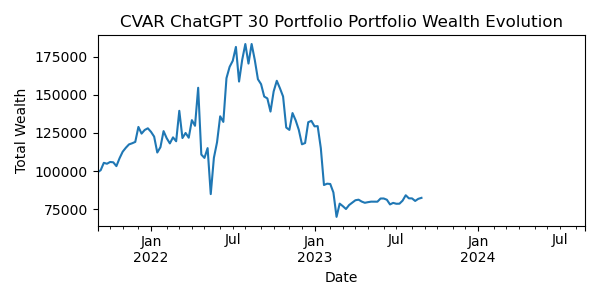 CVAR ChatGPT 30 Portfolio Portfolio Wealth Evolution
175000
150000
125000
100000
75000
Total Wealth
Jan Jul Jan Jul Jan Jul
2022 2023 2024
Date